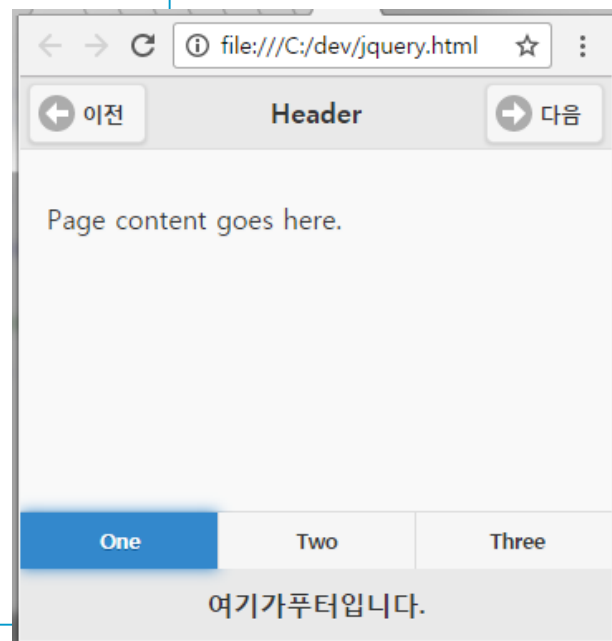 file:///C:/dev/jquery.html
이전 Header 다음
Page content goes here.
One Two Three
여기가푸터입니다.